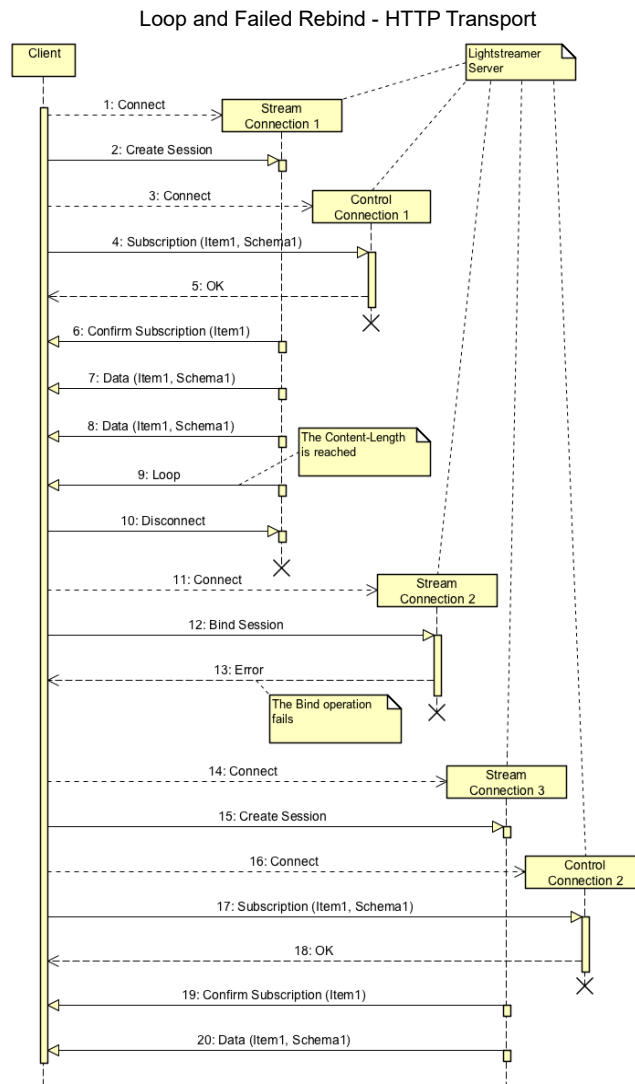 Loop and Failed Rebind - HTTP Transport
Client
Lightstreamer
Server
1: Connect
Stream
Connection 1
2: Create Session
3: Connect
Control
Connection 1
4: Subscription (Item1, Schema1)
5: OK
6: Confirm Subscription (Item1)
7: Data (Item1, Schema1)
8: Data (Item1, Schema1)
The Content-Length
is reached
9: Loop
10: Disconnect
11: Connect
Stream
Connection 2
12: Bind Session
13: Error
The Bind operation
fails
14: Connect
Stream
Connection 3
15: Create Session
16: Connect
Control
Connection 2
17: Subscription (Item1, Schema1)
18: OK
19: Confirm Subscription (Item1)
20: Data (Item1, Schema1)